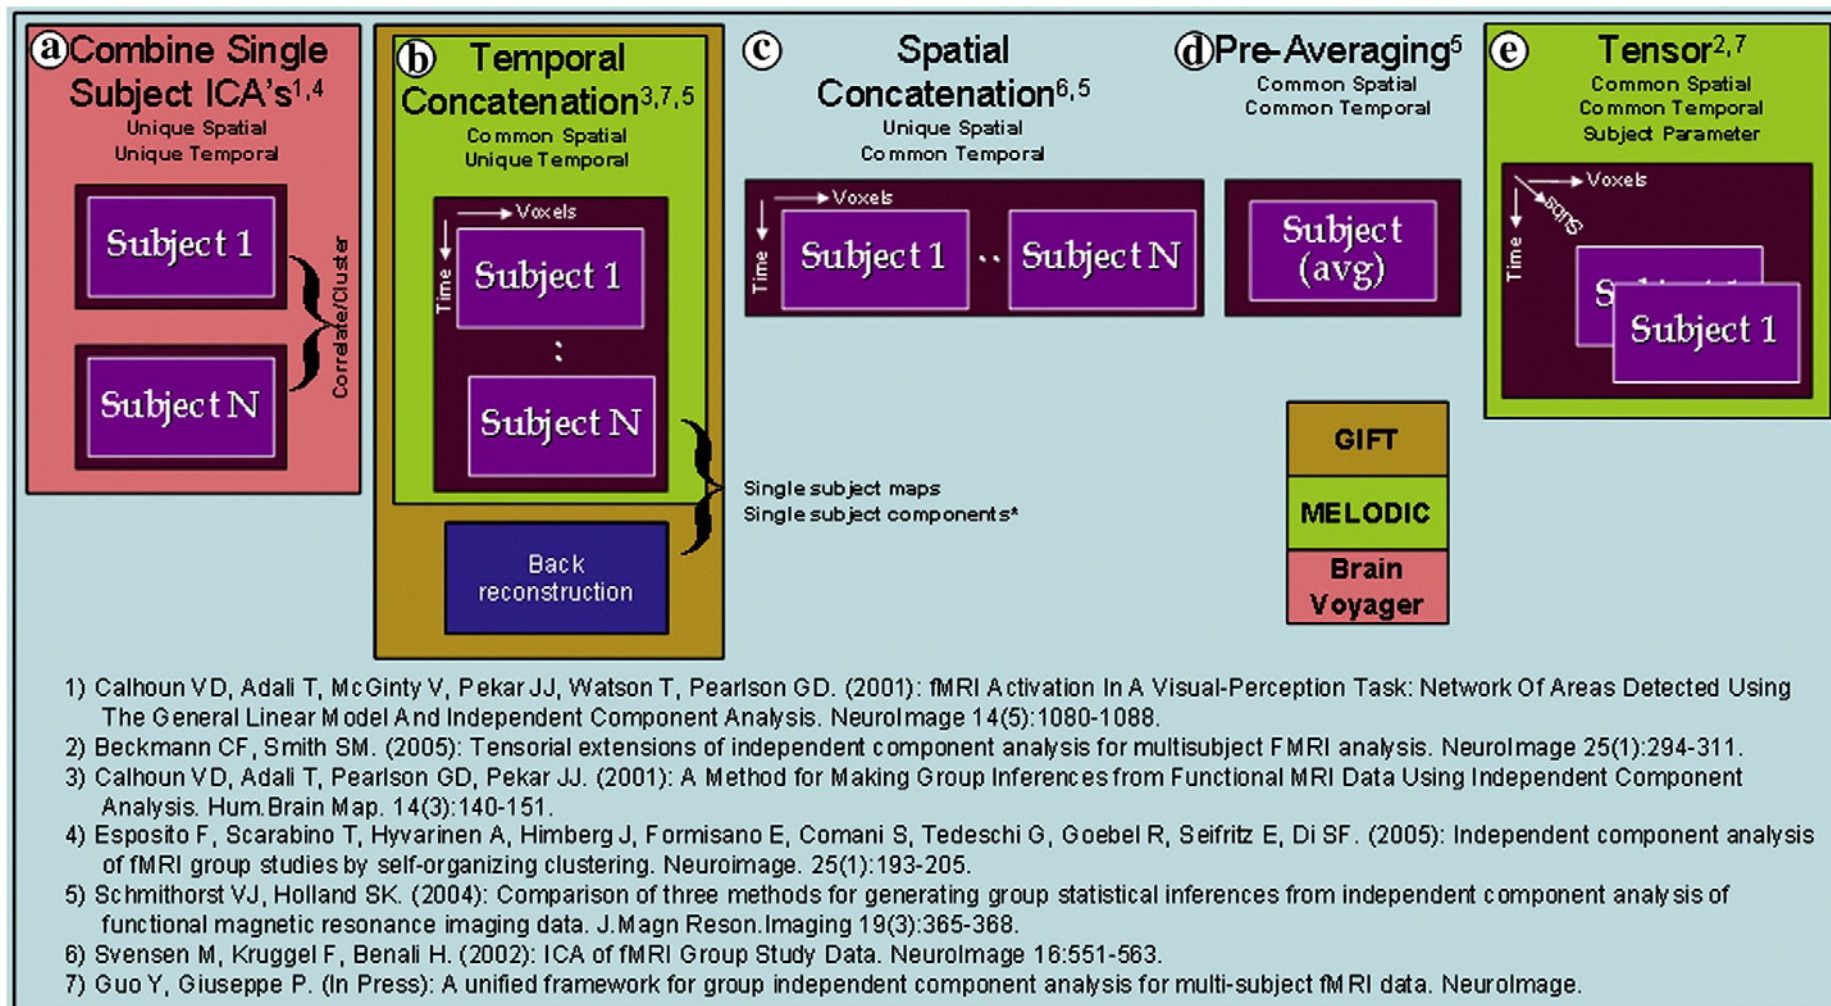 a Combine Single
Subject ICA's1,4
Unique Spatial
Unique Temporal
Subject 1
Subject N
Correlate/Cluster
b Temporal
Concatenation3,7,5
Common Spatial
Unique Temporal
Voxels
Time
Subject 1
:
Subject N
Back
reconstruction
Single subject maps
Single subject components*
c Spatial
Concatenation6,5
Unique Spatial
Common Temporal
Voxels
Time
Subject 1 .. Subject N
d Pre-Averaging5
Common Spatial
Common Temporal
Subject
(avg)
e Tensor2,7
Common Spatial
Common Temporal
Subject Parameter
Voxels
Subs
Time
Subject 1
Subject 1
GIFT
MELODIC
Brain
Voyager
1) Calhoun VD, Adali T, McGinty V, Pekar JJ, Watson T, Pearlson GD. (2001): fMRI Activation In A Visual-Perception Task: Network Of Areas Detected Using
The General Linear Model And Independent Component Analysis. NeuroImage 14(5):1080-1088.
2) Beckmann CF, Smith SM. (2005): Tensorial extensions of independent component analysis for multisubject FMRI analysis. NeuroImage 25(1):294-311.
3) Calhoun VD, Adali T, Pearlson GD, Pekar JJ. (2001): A Method for Making Group Inferences from Functional MRI Data Using Independent Component
Analysis. Hum.Brain Map. 14(3):140-151.
4) Esposito F, Scarabino T, Hyvarinen A, Himberg J, Formisano E, Comani S, Tedeschi G, Goebel R, Seifritz E, Di SF. (2005): Independent component analysis
of fMRI group studies by self-organizing clustering. Neuroimage. 25(1):193-205.
5) Schmithorst VJ, Holland SK. (2004): Comparison of three methods for generating group statistical inferences from independent component analysis of
functional magnetic resonance imaging data. J.Magn Reson.Imaging 19(3):365-368.
6) Svensen M, Kruggel F, Benali H. (2002): ICA of fMRI Group Study Data. NeuroImage 16:551-563.
7) Guo Y, Giuseppe P. (In Press): A unified framework for group independent component analysis for multi-subject fMRI data. NeuroImage.